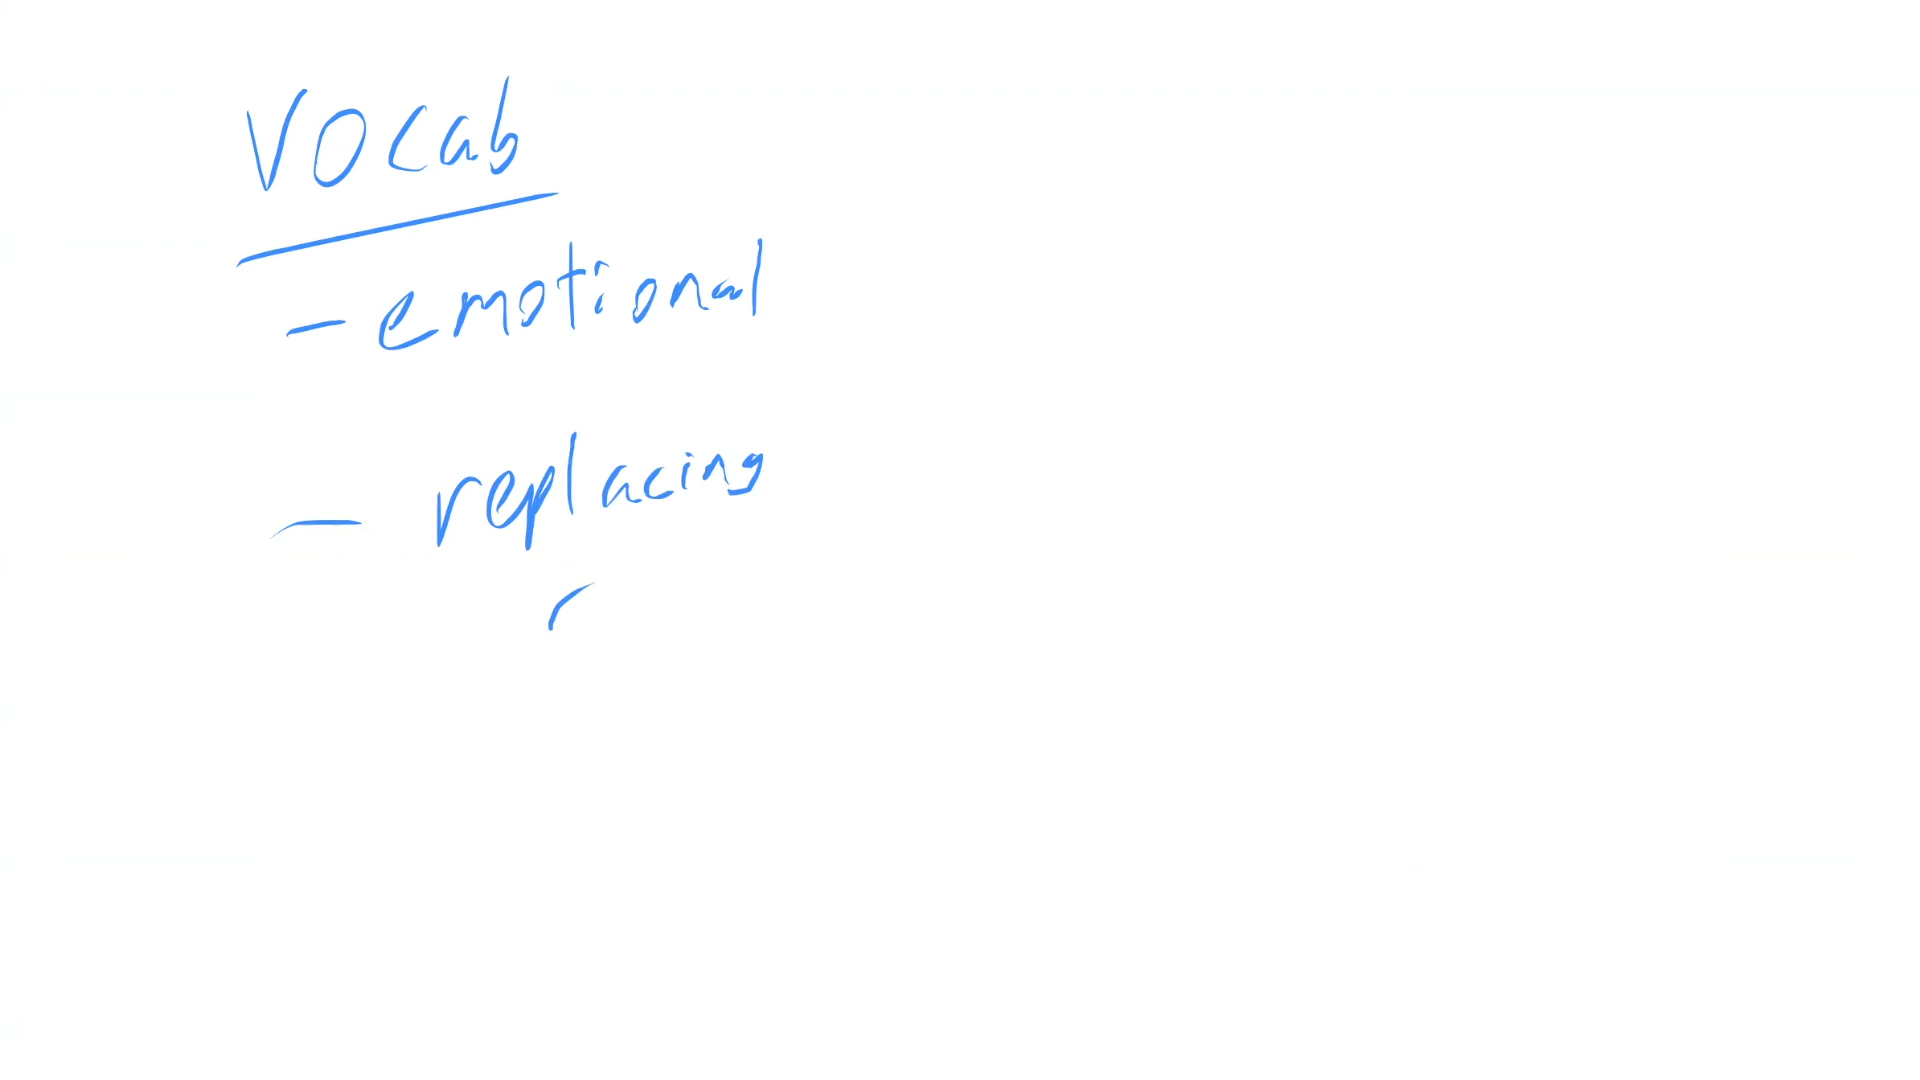 vocab
- emotional
- replacing